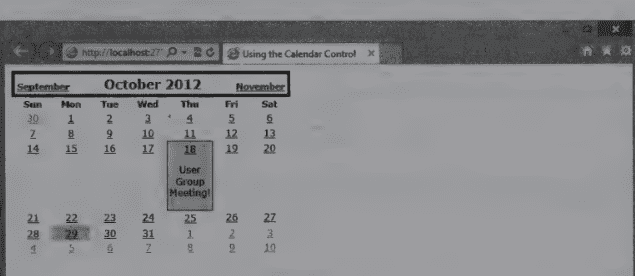 http://localhost:27 Using the Calendar Control x
September October 2012 November
Sun Mon Tue Wed Thu Fri Sat
30 1 2 3 4 5 6
7 8 9 10 11 12 13
14 15 16 17 18 19 20
User
Group
Meeting!
21 22 23 24 25 26 27
28 29 30 31 1 2 3
4 5 6 7 8 9 10